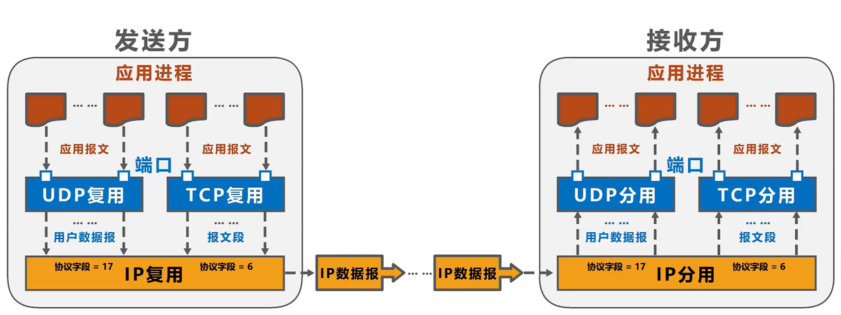 发送方
接收方
应用进程
应用进程
… …
… …
… …
… …
应用报文
应用报文
应用报文
应用报文
端口
端口
UDP复用
TCP复用
UDP分用
TCP分用
… …
… …
… …
… …
用户数据报
报文段
用户数据报
报文段
协议字段 = 17
IP复用
协议字段 = 6
IP数据报
… …
IP数据报
协议字段 = 17
IP分用
协议字段 = 6